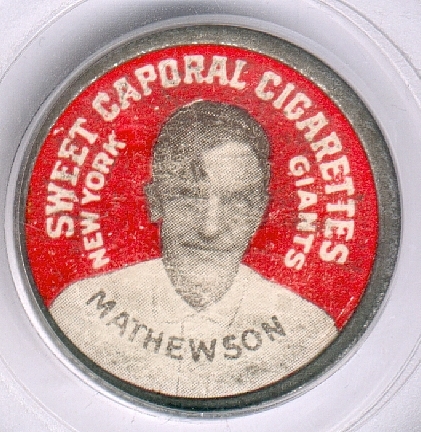 SWEET CAPORAL CIGARETTES
NEW YORK
GIANTS
MATHEWSON